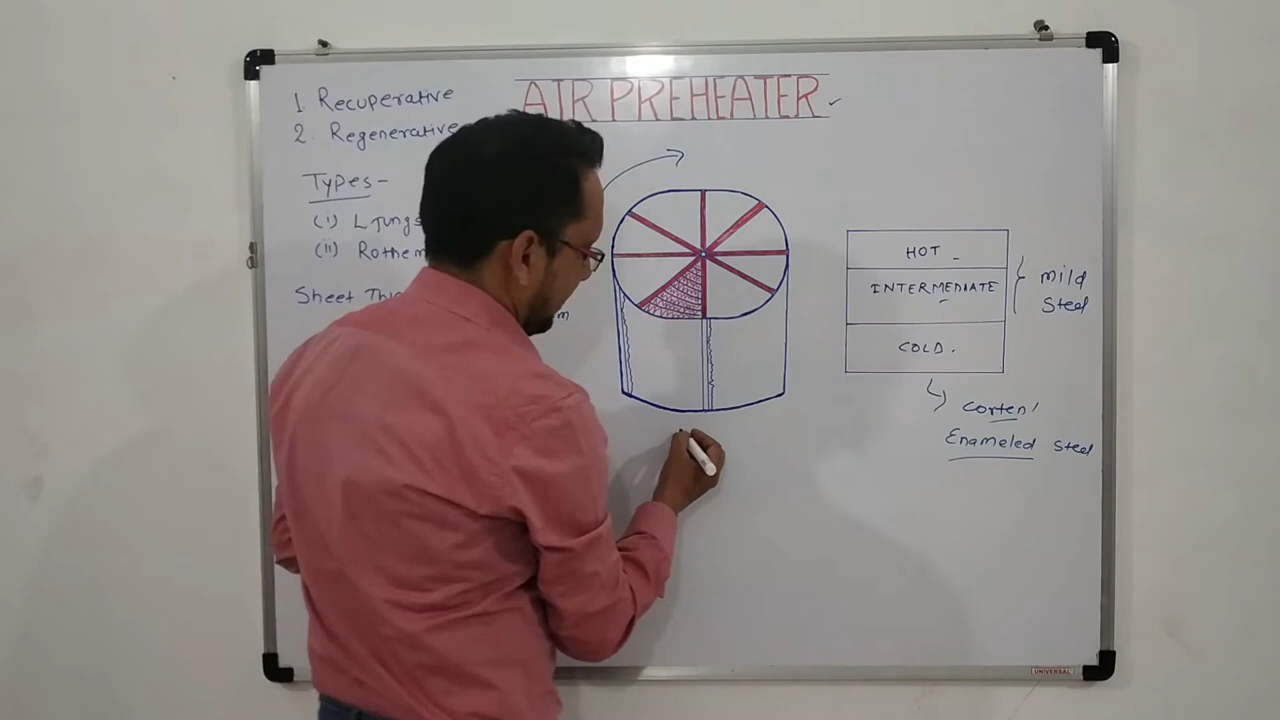 AIR PREHEATER
1. Recuperative
2. Regenerative
Types-
(i) Ljungs
(ii) Rothem
Sheet Thi
m
HOT -
INTERMEDIATE
COLD.
mild
Steel
Corten/
Enameled Steel
UNIVERSAL